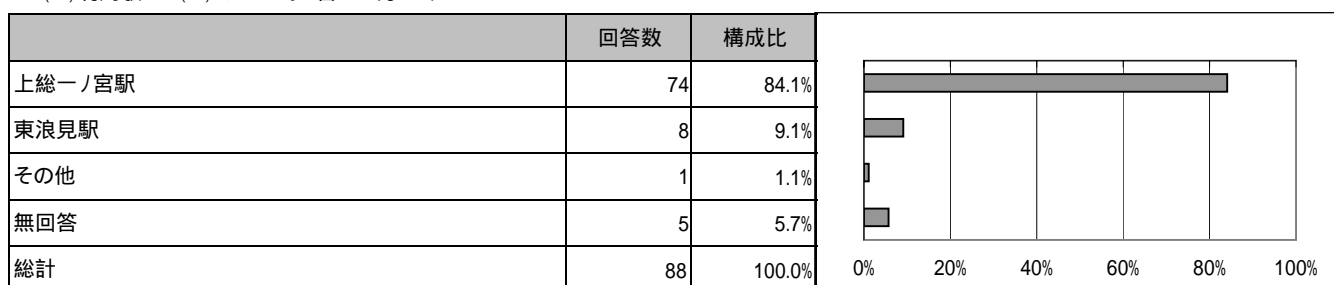 回答数 構成比
上総一ノ宮駅 74 84.1%
東浪見駅 8 9.1%
その他 1 1.1%
無回答 5 5.7%
総計 88 100.0%
0% 20% 40% 60% 80% 100%